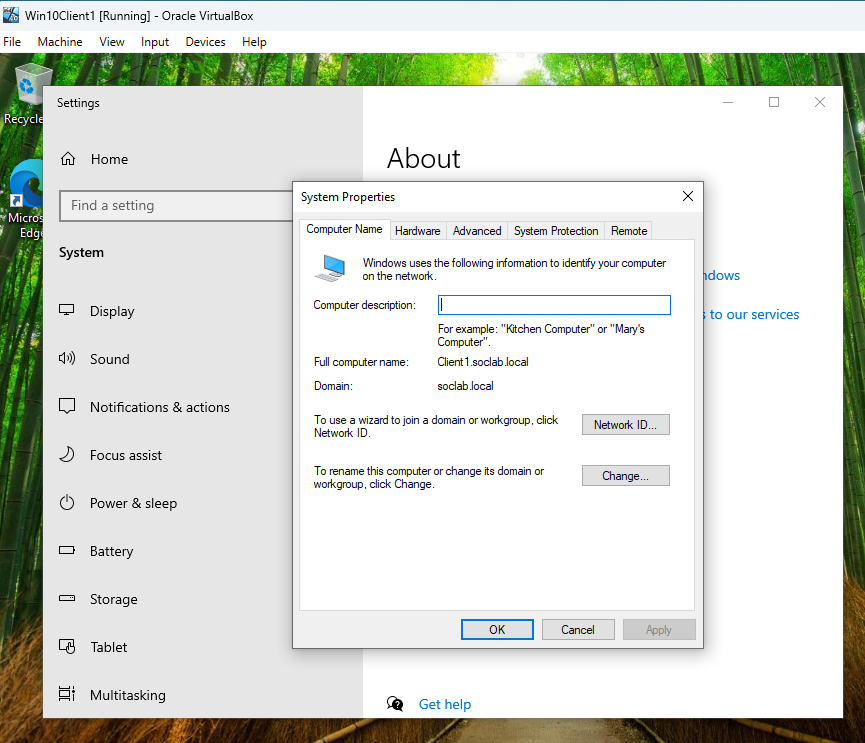 Win10Client1 [Running] - Oracle VirtualBox
File Machine View Input Devices Help
Recycle
Micros
Edge
Settings
Home
Find a setting
System
Display
Sound
Notifications & actions
Focus assist
Power & sleep
Battery
Storage
Tablet
Multitasking
About
ndows
s to our services
Get help
System Properties
Computer Name Hardware Advanced System Protection Remote
Windows uses the following information to identify your computer
on the network.
Computer description:
For example: "Kitchen Computer" or "Mary's
Computer".
Full computer name: Client1.soclab.local
Domain: soclab.local
To use a wizard to join a domain or workgroup, click
Network ID.
Network ID...
To rename this computer or change its domain or
workgroup, click Change.
Change...
OK Cancel Apply